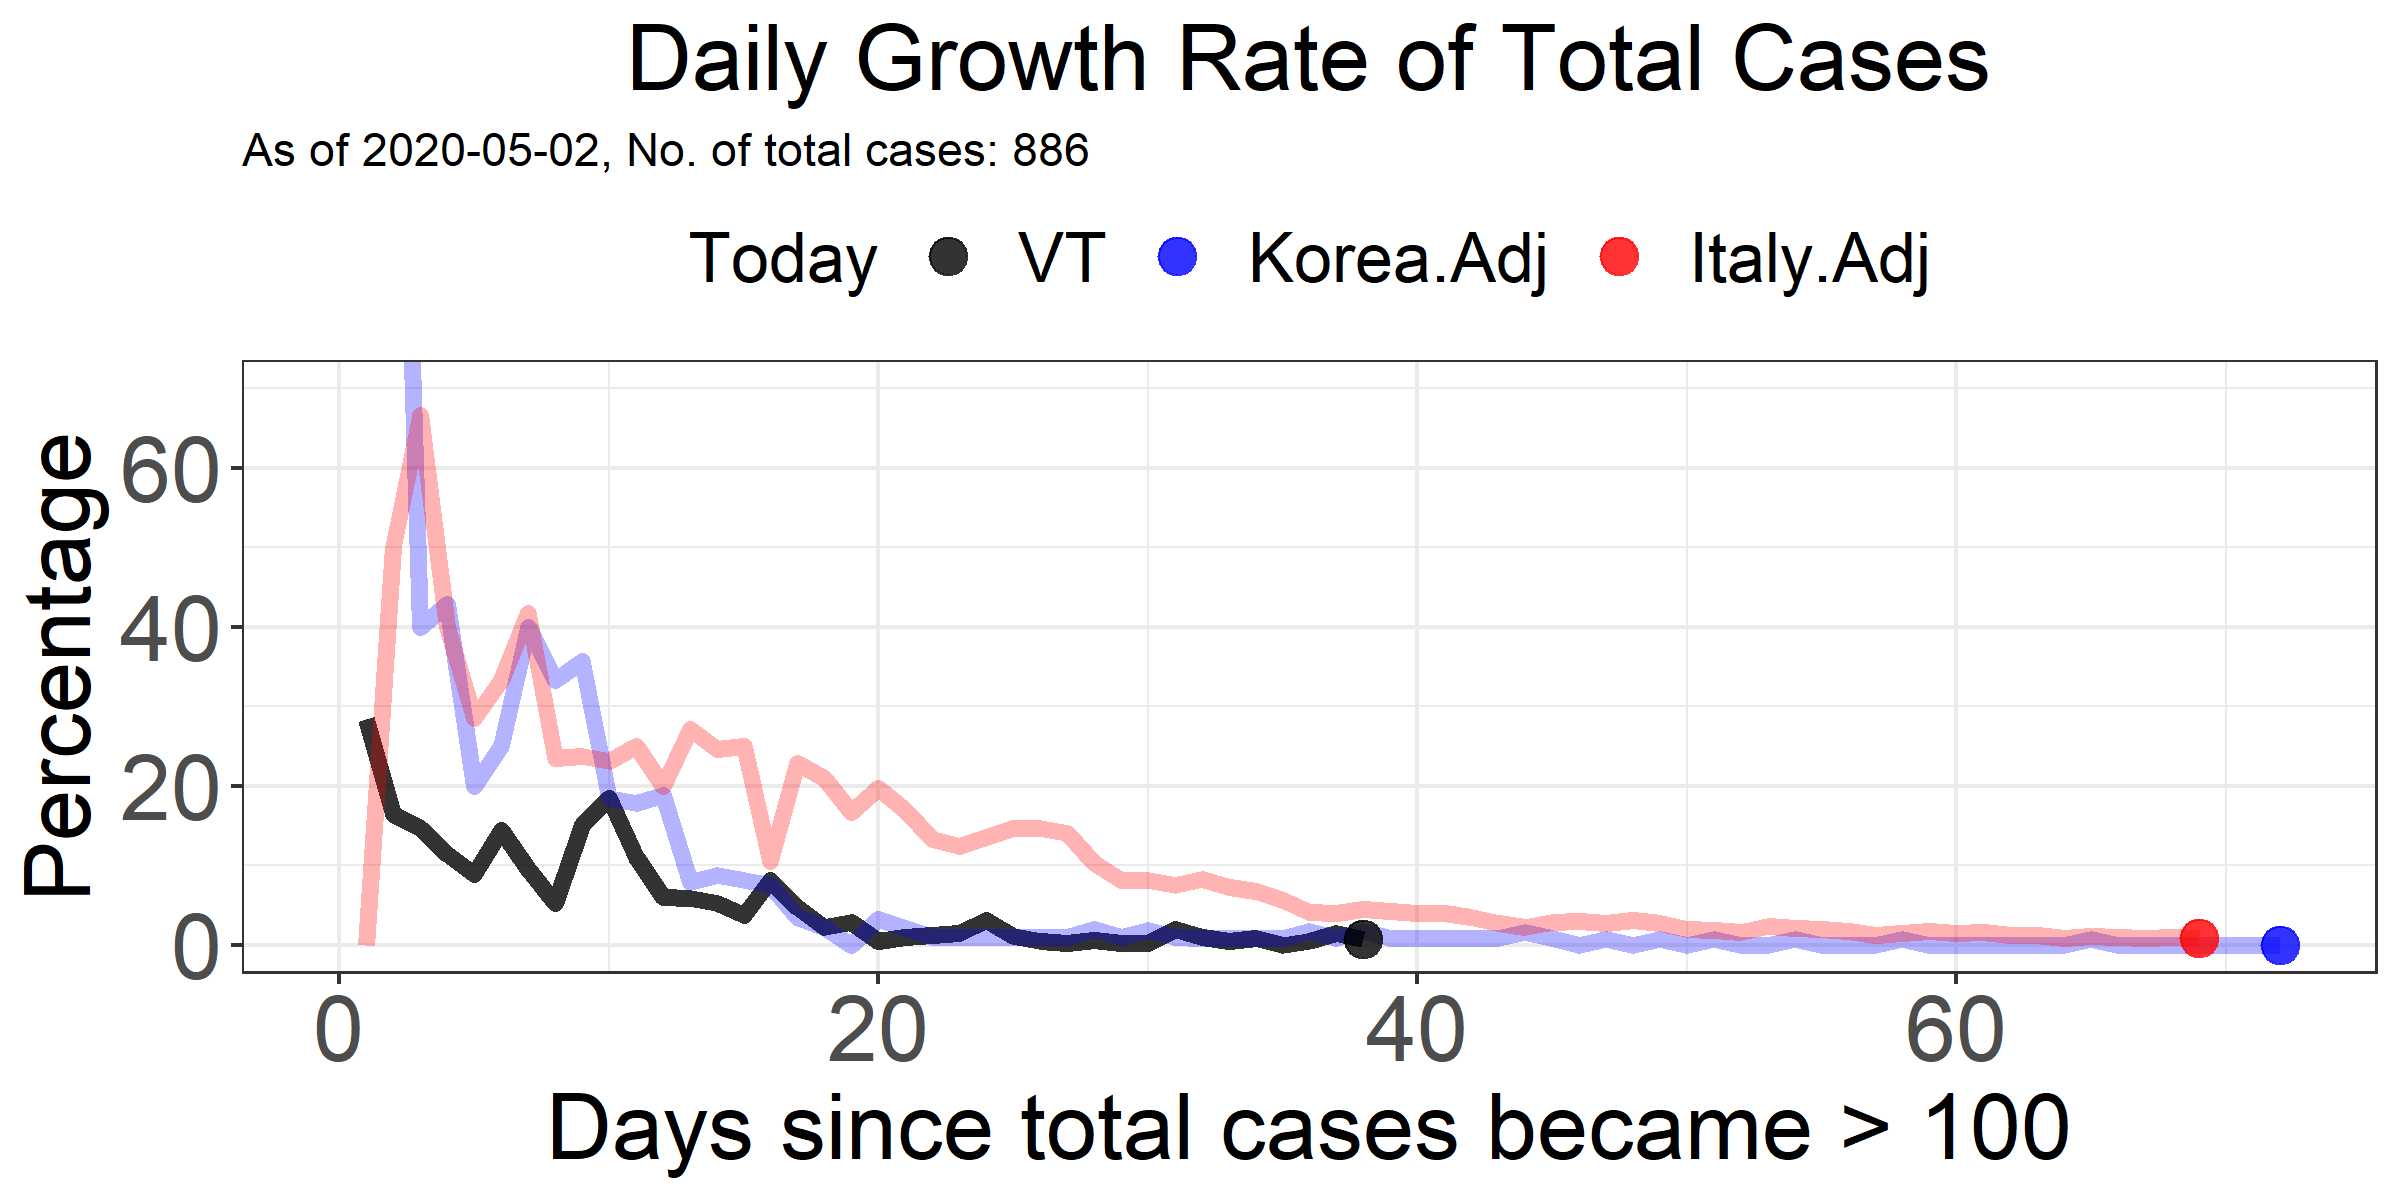 Daily Growth Rate of Total Cases
As of 2020-05-02, No. of total cases: 886
Today VT Korea.Adj Italy.Adj
Percentage
60
40
20
0
0 20 40 60
Days since total cases became > 100